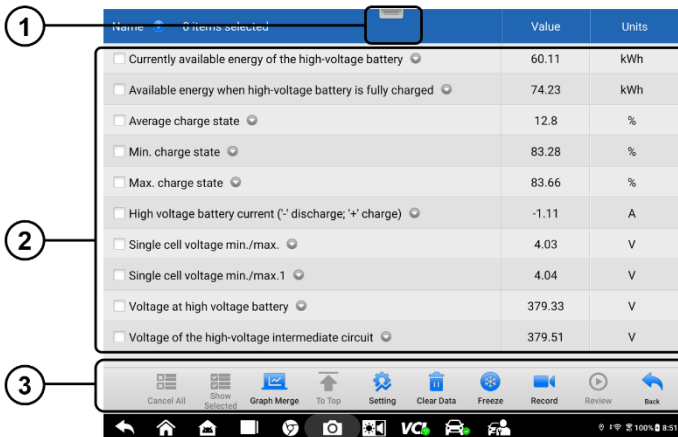 1
Name 0 items selected Value Units
Currently available energy of the high-voltage battery 60.11 kWh
Available energy when high-voltage battery is fully charged 74.23 kWh
Average charge state 12.8 %
Min. charge state 83.28 %
Max. charge state 83.66 %
High voltage battery current ('-' discharge; '+' charge) -1.11 A
2
Single cell voltage min./max. 4.03 V
Single cell voltage min./max.1 4.04 V
Voltage at high voltage battery 379.33 V
Voltage of the high-voltage intermediate circuit 379.51 V
3
Cancel All Show Selected Graph Merge To Top Setting Clear Data Freeze Record Review Back
VCI 100% 8:51